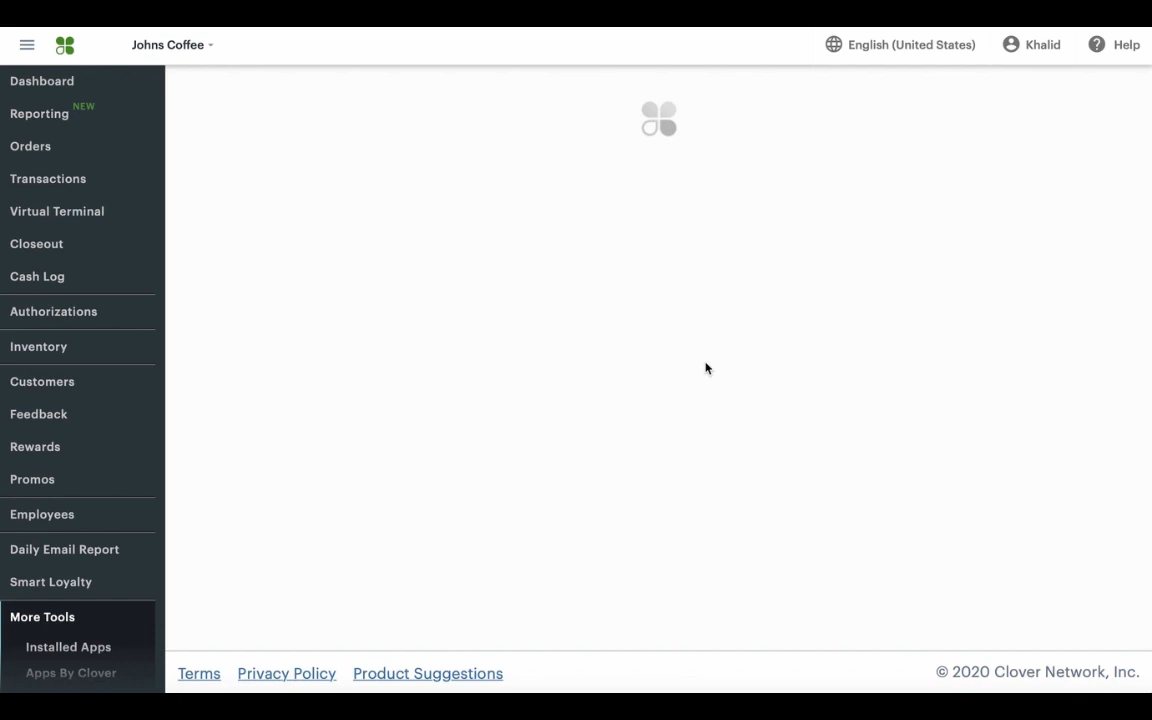 Johns Coffee
English (United States)
Khalid
Help
Dashboard
Reporting NEW
Orders
Transactions
Virtual Terminal
Closeout
Cash Log
Authorizations
Inventory
Customers
Feedback
Rewards
Promos
Employees
Daily Email Report
Smart Loyalty
More Tools
Installed Apps
Apps By Clover
Terms Privacy Policy Product Suggestions
© 2020 Clover Network, Inc.